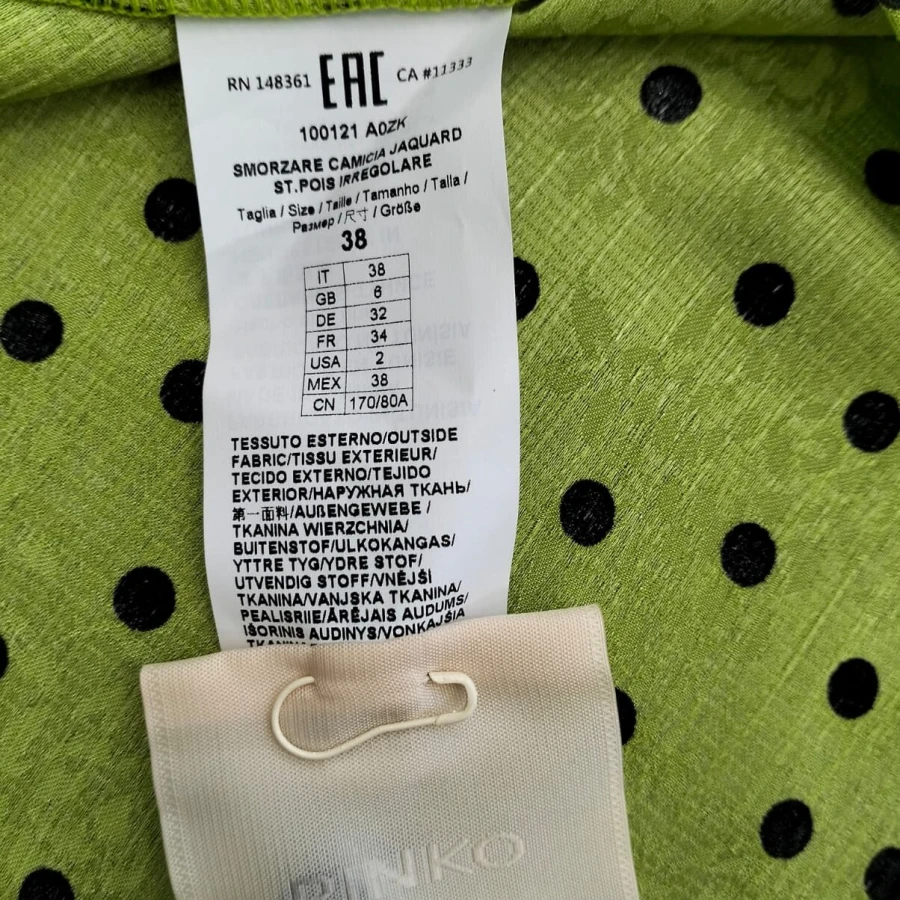 RN 148361 EAC CA #11333
100121 A0ZK
SMORZARE CAMICIA JAQUARD
ST.POIS IRREGOLARE
Taglia / Size / Taille / Tamanho / Talla /
Размер / 尺寸 / Größe
38
IT 38
GB 6
DE 32
FR 34
USA 2
MEX 38
CN 170/80A
TESSUTO ESTERNO/OUTSIDE
FABRIC/TISSU EXTERIEUR/
TECIDO EXTERNO/TEJIDO
EXTERIOR/НАРУЖНАЯ ТКАНЬ/
第一面料/AUßENGEWEBE /
TKANINA WIERZCHNIA/
BUITENSTOF/ULKOKANGAS/
YTTRE TYG/YDRE STOF/
UTVENDIG STOFF/VNĚJŠI
TKANINA/VANJSKA TKANINA/
PEALISRIIE/ĀRĒJAIS AUDUMS/
IŠORINIS AUDINYS/VONKAJŠIA
PINKO